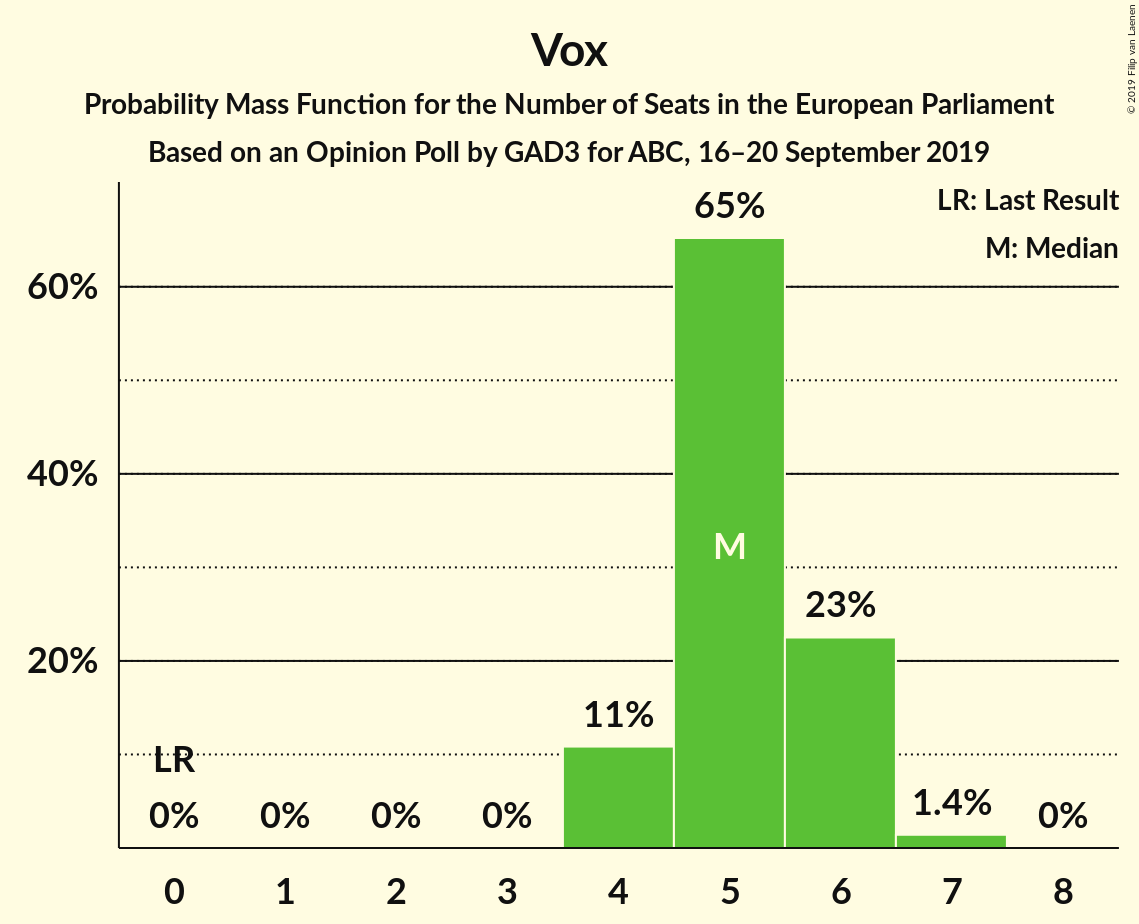 Vox
Probability Mass Function for the Number of Seats in the European Parliament
Based on an Opinion Poll by GAD3 for ABC, 16–20 September 2019
© 2019 Filip van Laenen
LR: Last Result
M: Median
60%
40%
20%
65%
M
23%
11%
1.4%
LR
0%
0%
0%
0%
0%
0 1 2 3 4 5 6 7 8